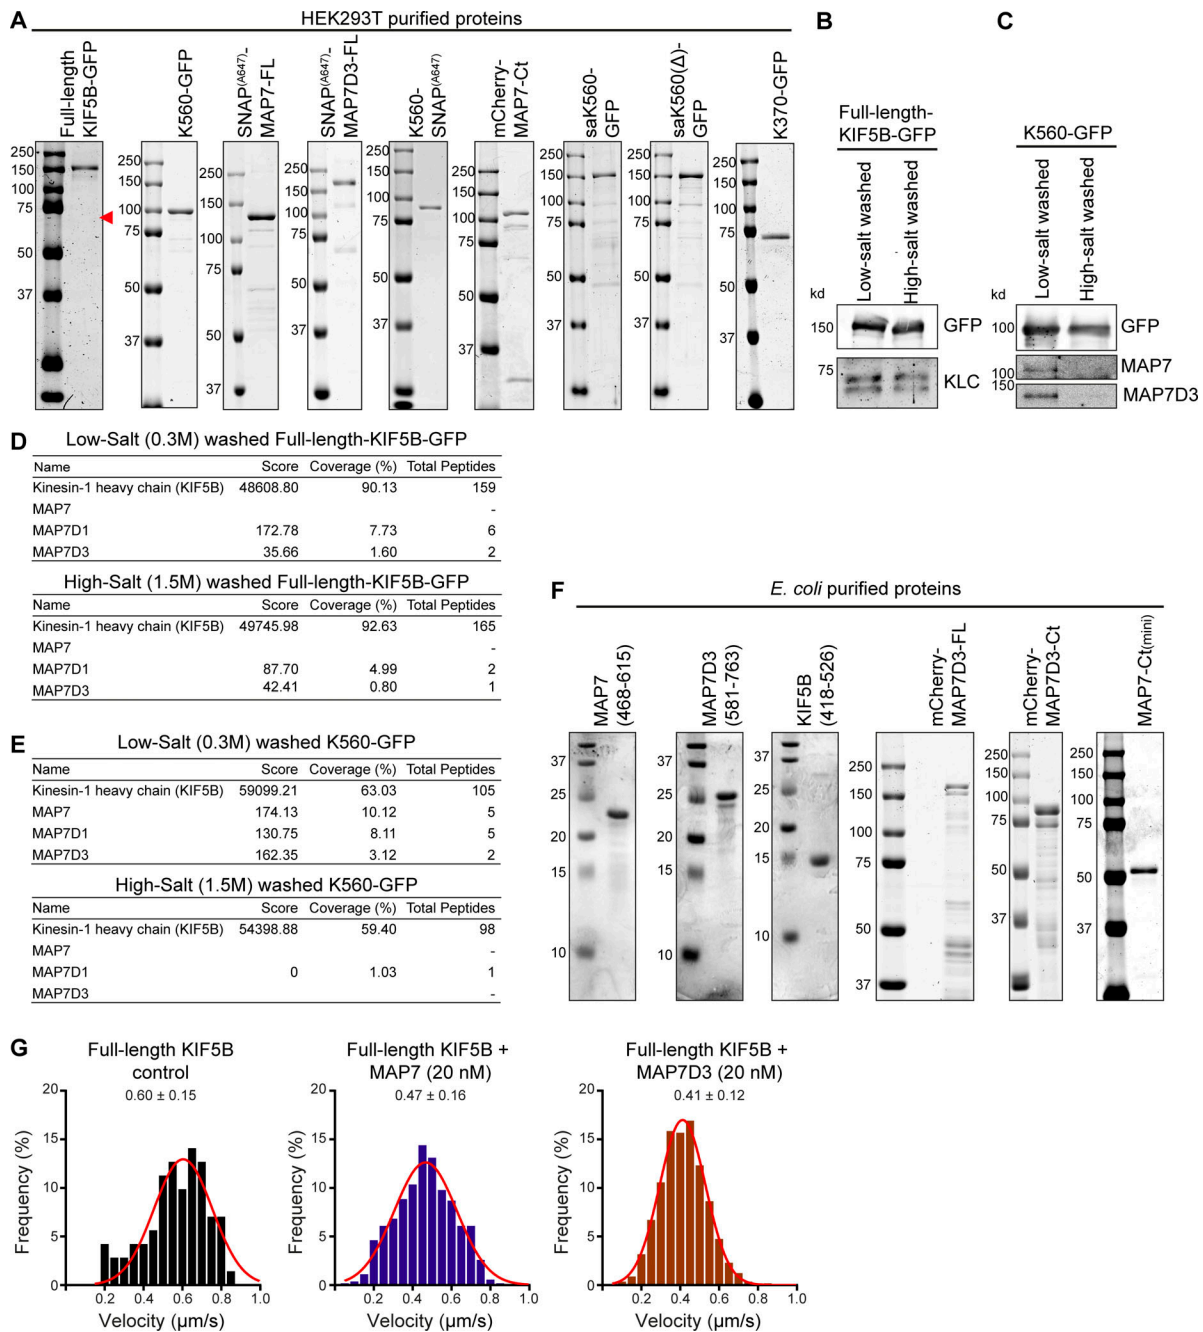 A
HEK293T purified proteins
Full-length
KIF5B-GFP
K560-GFP
SNAP(A647)-
MAP7-FL
SNAP(A647)-
MAP7D3-FL
K560-
SNAP(A647)
mCherry-
MAP7-Ct
saK560-
GFP
saK560(Δ)-
GFP
K370-GFP
250
150
100
75
50
37
250
150
100
75
50
37
250
150
100
75
50
37
250
150
100
75
50
37
250
150
100
75
50
37
250
150
100
75
50
37
250
150
100
75
50
37
250
150
100
75
50
37
250
150
100
75
50
37
B
Full-length-
KIF5B-GFP
Low-salt washed
High-salt washed
kd
150
GFP
75
KLC
C
K560-GFP
Low-salt washed
High-salt washed
kd
100
GFP
100
MAP7
150
MAP7D3
D
Low-Salt (0.3M) washed Full-length-KIF5B-GFP
Name Score Coverage (%) Total Peptides
Kinesin-1 heavy chain (KIF5B) 48608.80 90.13 159
MAP7 -
MAP7D1 172.78 7.73 6
MAP7D3 35.66 1.60 2
High-Salt (1.5M) washed Full-length-KIF5B-GFP
Name Score Coverage (%) Total Peptides
Kinesin-1 heavy chain (KIF5B) 49745.98 92.63 165
MAP7 -
MAP7D1 87.70 4.99 2
MAP7D3 42.41 0.80 1
E
Low-Salt (0.3M) washed K560-GFP
Name Score Coverage (%) Total Peptides
Kinesin-1 heavy chain (KIF5B) 59099.21 63.03 105
MAP7 174.13 10.12 5
MAP7D1 130.75 8.11 5
MAP7D3 162.35 3.12 2
High-Salt (1.5M) washed K560-GFP
Name Score Coverage (%) Total Peptides
Kinesin-1 heavy chain (KIF5B) 54398.88 59.40 98
MAP7 -
MAP7D1 0 1.03 1
MAP7D3 -
F
E. coli purified proteins
MAP7
(468-615)
MAP7D3
(581-763)
KIF5B
(418-526)
mCherry-
MAP7D3-FL
mCherry-
MAP7D3-Ct
MAP7-Ct(mini)
37
25
20
15
10
37
25
20
15
10
37
25
20
15
10
250
150
100
75
50
37
250
150
100
75
50
37
250
150
100
75
50
37
G
Full-length KIF5B
control
0.60 ± 0.15
Frequency (%)
20
15
10
5
0
0.2 0.4 0.6 0.8 1.0
Velocity (µm/s)
Full-length KIF5B +
MAP7 (20 nM)
0.47 ± 0.16
Frequency (%)
20
15
10
5
0
0.2 0.4 0.6 0.8 1.0
Velocity (µm/s)
Full-length KIF5B +
MAP7D3 (20 nM)
0.41 ± 0.12
Frequency (%)
20
15
10
5
0
0.2 0.4 0.6 0.8 1.0
Velocity (µm/s)